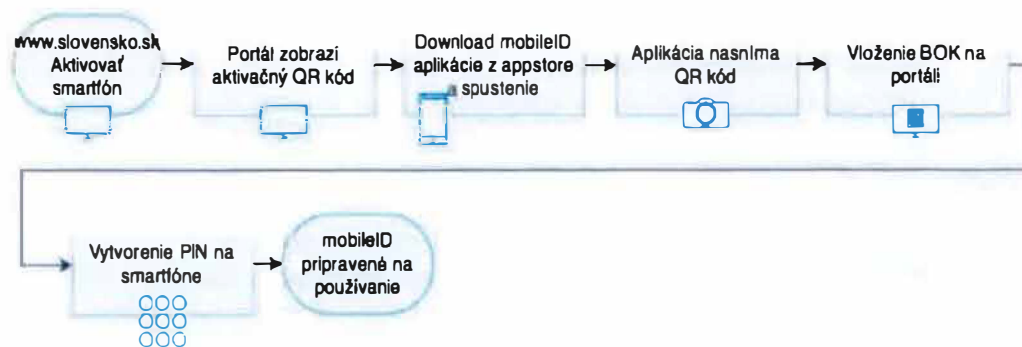 www.slovensko.sk
Aktivovať
smartfón
Portál zobrazí
aktivačný QR kód
Download mobileID
aplikácie z appstore
a spustenie
Aplikácia nasníma
QR kód
Vloženie BOK na
portáli
Vytvorenie PIN na
smartfóne
mobileID
pripravené na
používanie